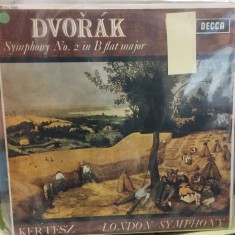 DVOŘÁK
DECCA
Symphony No. 2 in B flat major
KERTESZ
LONDON SYMPHONY